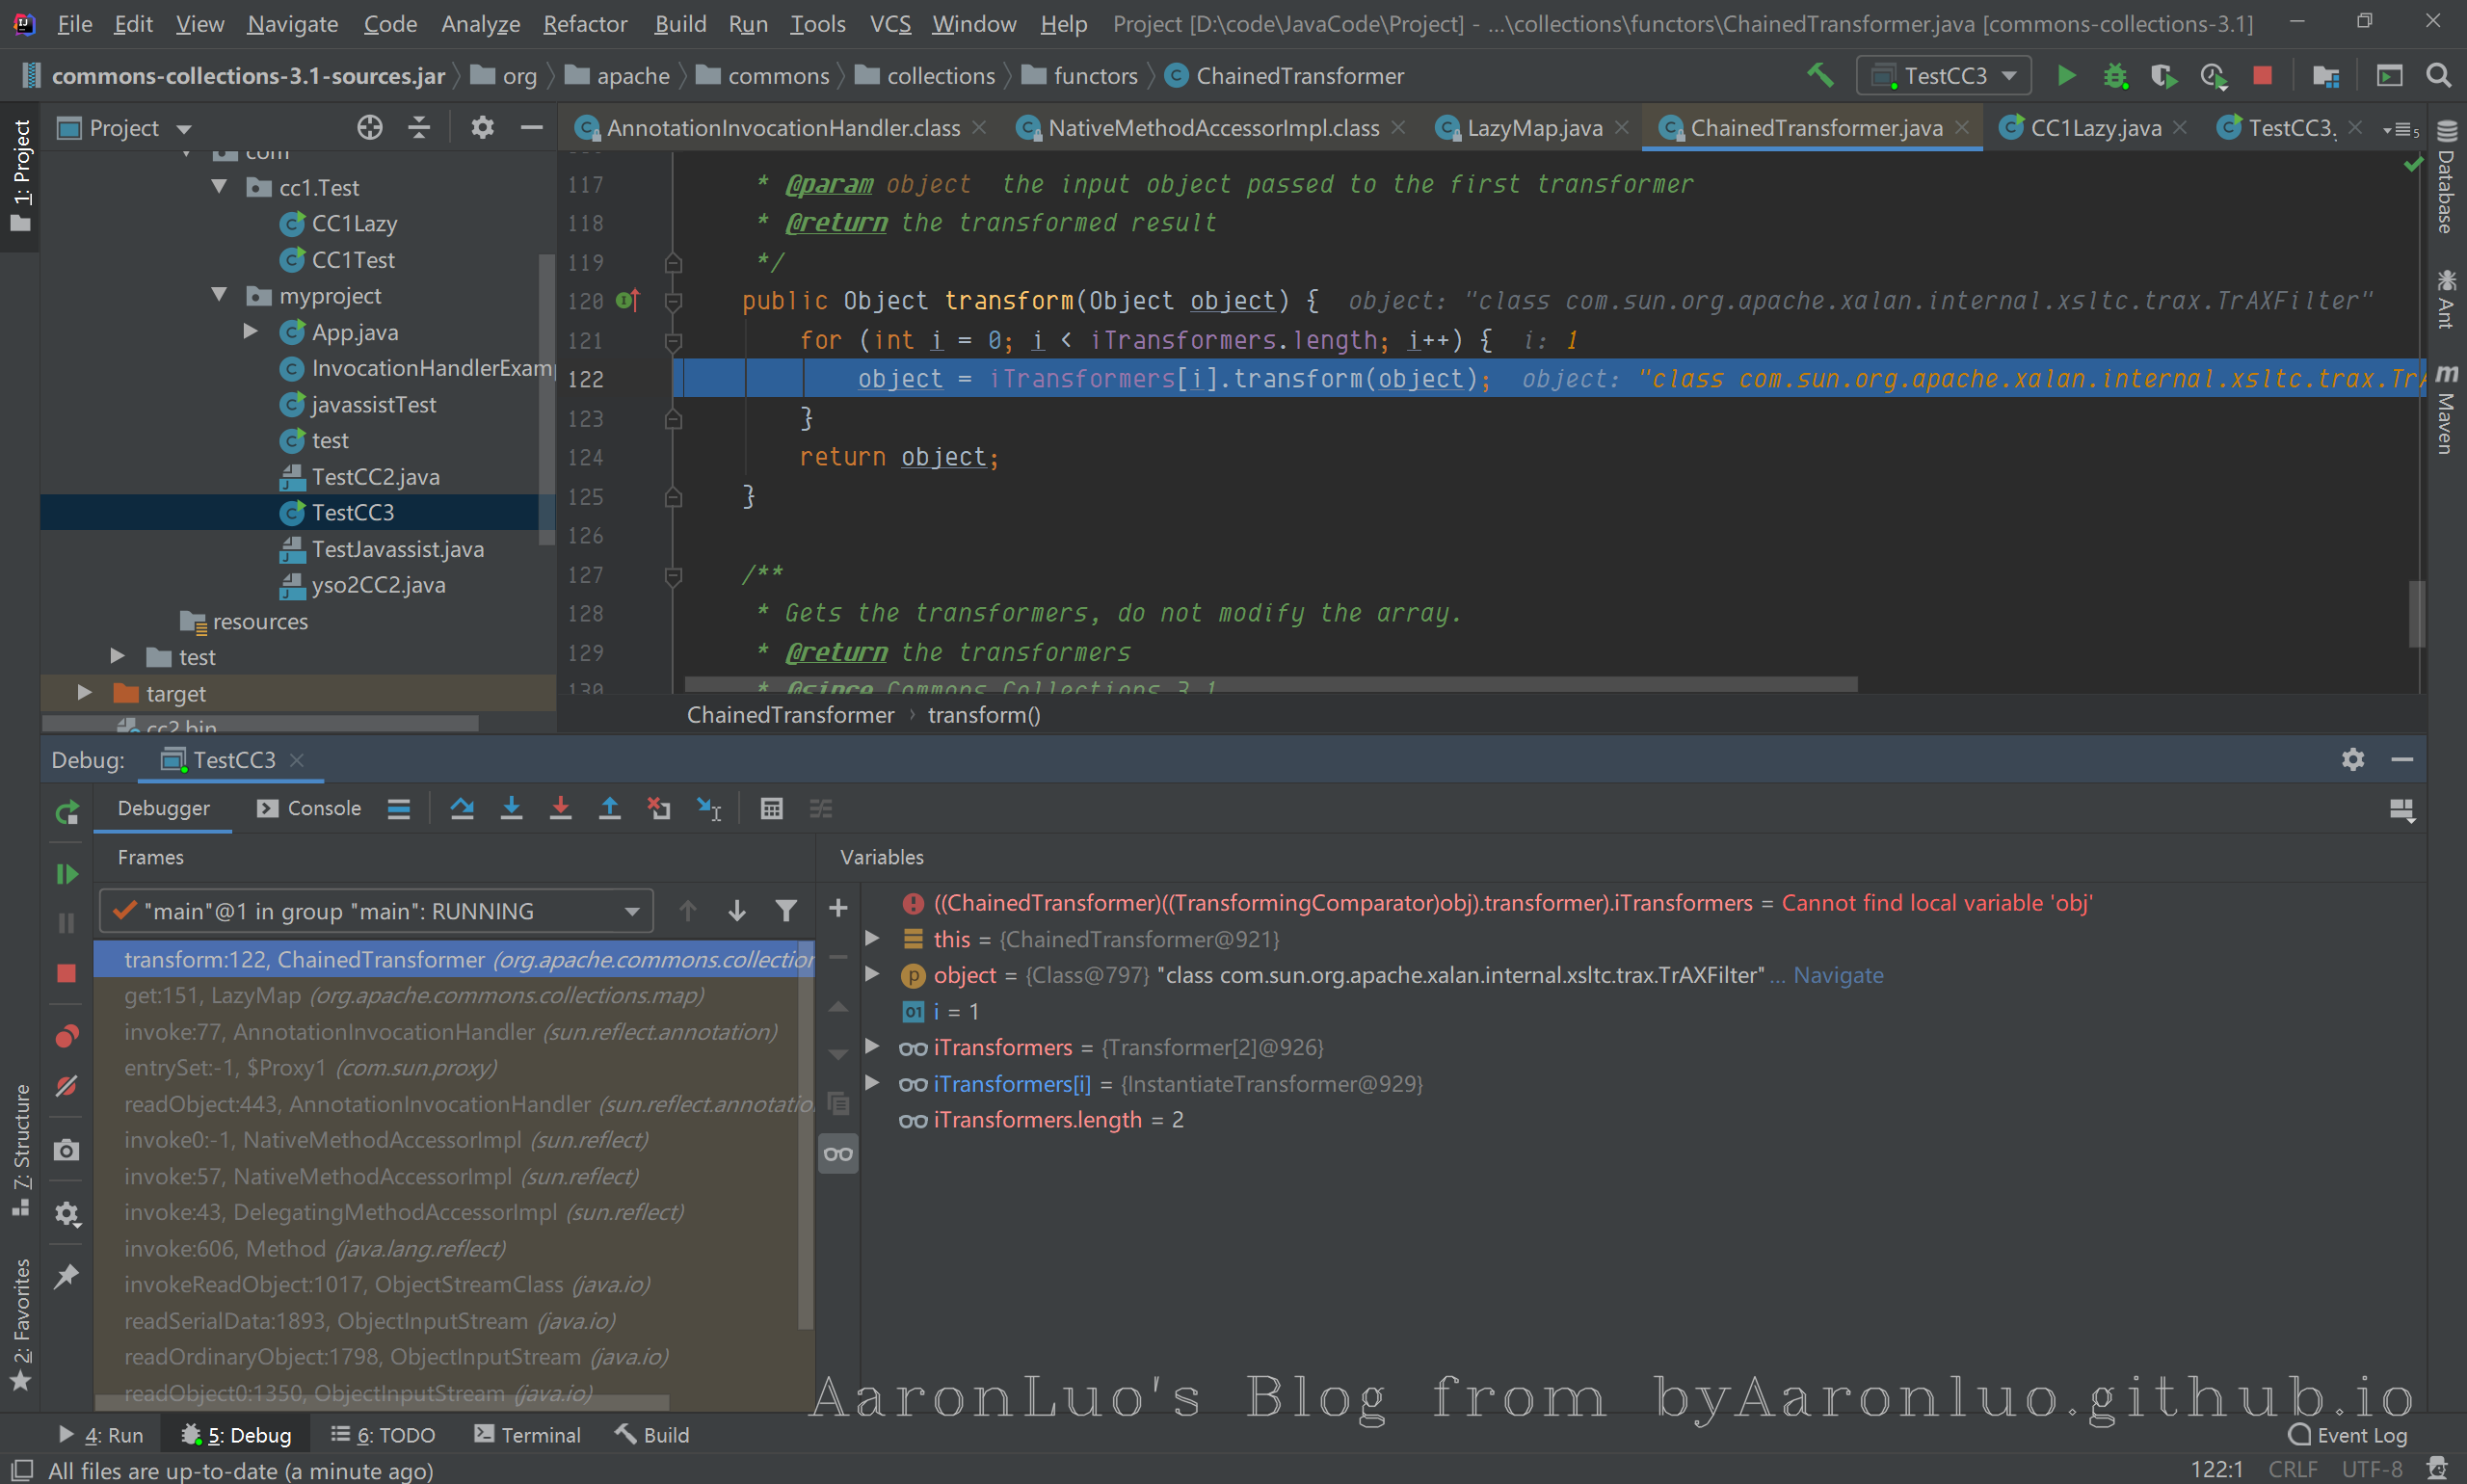 File Edit View Navigate Code Analyze Refactor Build Run Tools VCS Window Help Project [D:\code\JavaCode\Project] - ...\collections\functors\ChainedTransformer.java [commons-collections-3.1]
commons-collections-3.1-sources.jar org apache commons collections functors ChainedTransformer TestCC3
1: Project
Project
AnnotationInvocationHandler.class NativeMethodAccessorImpl.class LazyMap.java ChainedTransformer.java CC1Lazy.java TestCC3. 5
com
cc1.Test
CC1Lazy
CC1Test
myproject
App.java
InvocationHandlerExam
javassistTest
test
TestCC2.java
TestCC3
TestJavassist.java
yso2CC2.java
resources
test
target
cc2.bin
117 * @param object the input object passed to the first transformer
118 * @return the transformed result
119 */
120 public Object transform(Object object) { object: "class com.sun.org.apache.xalan.internal.xsltc.trax.TrAXFilter"
121 for (int i = 0; i < iTransformers.length; i++) { i: 1
122 object = iTransformers[i].transform(object); object: "class com.sun.org.apache.xalan.internal.xsltc.trax.TrA
123 }
124 return object;
125 }
126
127 /**
128 * Gets the transformers, do not modify the array.
129 * @return the transformers
130 * @since Commons Collections 3.1
ChainedTransformer transform()
Database
Ant
Maven
Debug: TestCC3
Debugger Console
Frames
"main"@1 in group "main": RUNNING
transform:122, ChainedTransformer (org.apache.commons.collection
get:151, LazyMap (org.apache.commons.collections.map)
invoke:77, AnnotationInvocationHandler (sun.reflect.annotation)
entrySet:-1, $Proxy1 (com.sun.proxy)
readObject:443, AnnotationInvocationHandler (sun.reflect.annotatio
invoke0:-1, NativeMethodAccessorImpl (sun.reflect)
invoke:57, NativeMethodAccessorImpl (sun.reflect)
invoke:43, DelegatingMethodAccessorImpl (sun.reflect)
invoke:606, Method (java.lang.reflect)
invokeReadObject:1017, ObjectStreamClass (java.io)
readSerialData:1893, ObjectInputStream (java.io)
readOrdinaryObject:1798, ObjectInputStream (java.io)
readObject0:1350, ObjectInputStream (java.io)
Variables
((ChainedTransformer)((TransformingComparator)obj).transformer).iTransformers = Cannot find local variable 'obj'
this = {ChainedTransformer@921}
object = {Class@797} "class com.sun.org.apache.xalan.internal.xsltc.trax.TrAXFilter" ... Navigate
i = 1
iTransformers = {Transformer[2]@926}
iTransformers[i] = {InstantiateTransformer@929}
iTransformers.length = 2
7: Structure
2: Favorites
AaronLuo's Blog from byAaronluo.github.io
4: Run 5: Debug 6: TODO Terminal Build Event Log
All files are up-to-date (a minute ago) 122:1 CRLF UTF-8